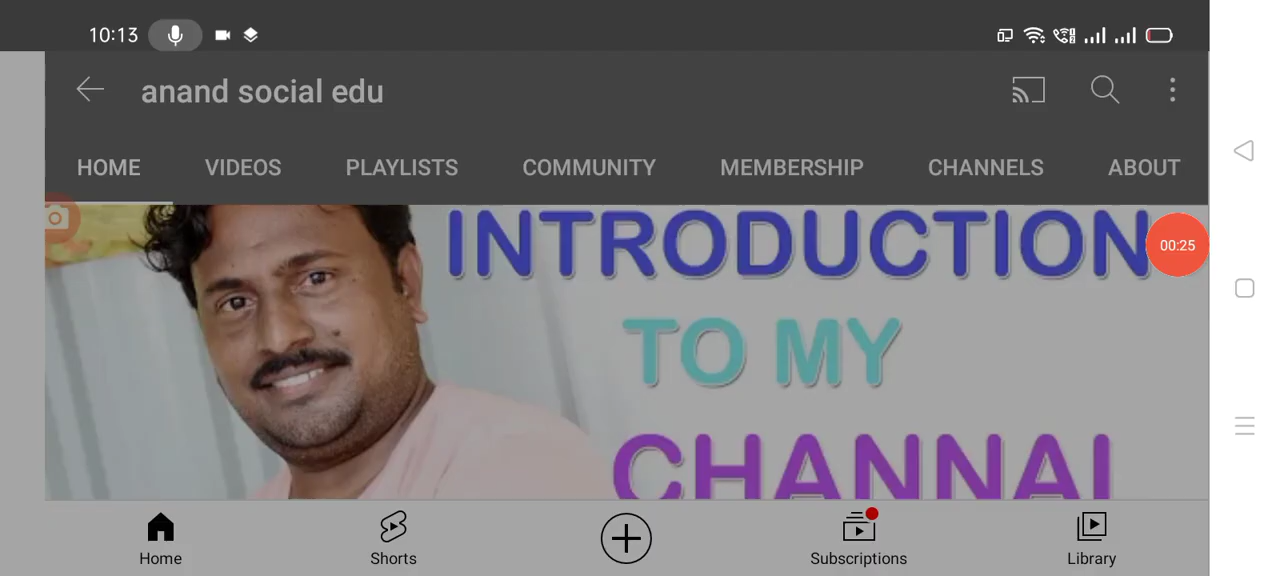 10:13
anand social edu
HOME VIDEOS PLAYLISTS COMMUNITY MEMBERSHIP CHANNELS ABOUT
INTRODUCTION
00:25
TO MY
CHANNAL
Home Shorts Subscriptions Library